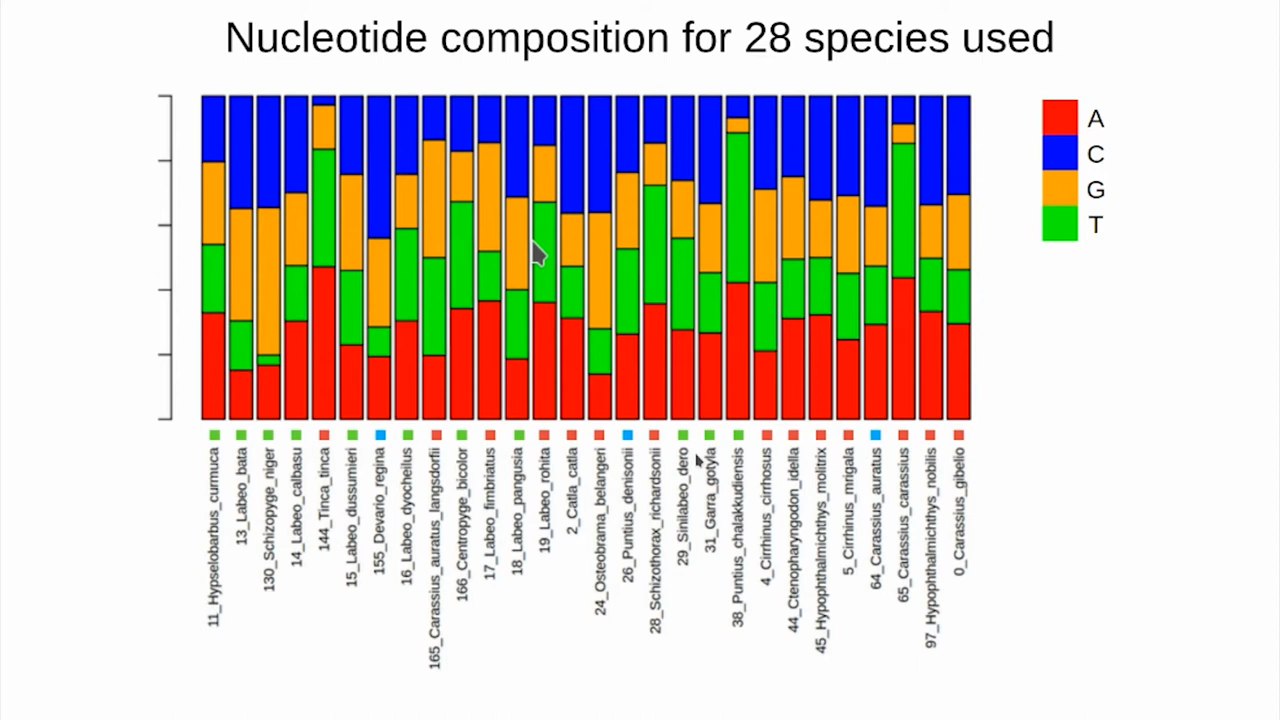 Nucleotide composition for 28 species used
A
C
G
T
11_Hypselobarbus_curmuca
13_Labeo_bata
130_Schizopyge_niger
14_Labeo_calbasu
144_Tinca_tinca
15_Labeo_dussumieri
155_Devario_regina
16_Labeo_dyocheilus
165_Carassius_auratus_langsdorfii
166_Centropyge_bicolor
17_Labeo_fimbriatus
18_Labeo_pangusia
19_Labeo_rohita
2_Catla_catla
24_Osteobrama_belangeri
26_Puntius_denisonii
28_Schizothorax_richardsonii
29_Sinilabeo_dero
31_Garra_gotyla
38_Puntius_chalakkudiensis
4_Cirrhinus_cirrhosus
44_Ctenopharyngodon_idella
45_Hypophthalmichthys_molitrix
5_Cirrhinus_mrigala
64_Carassius_auratus
65_Carassius_carassius
97_Hypophthalmichthys_nobilis
0_Carassius_gibelio